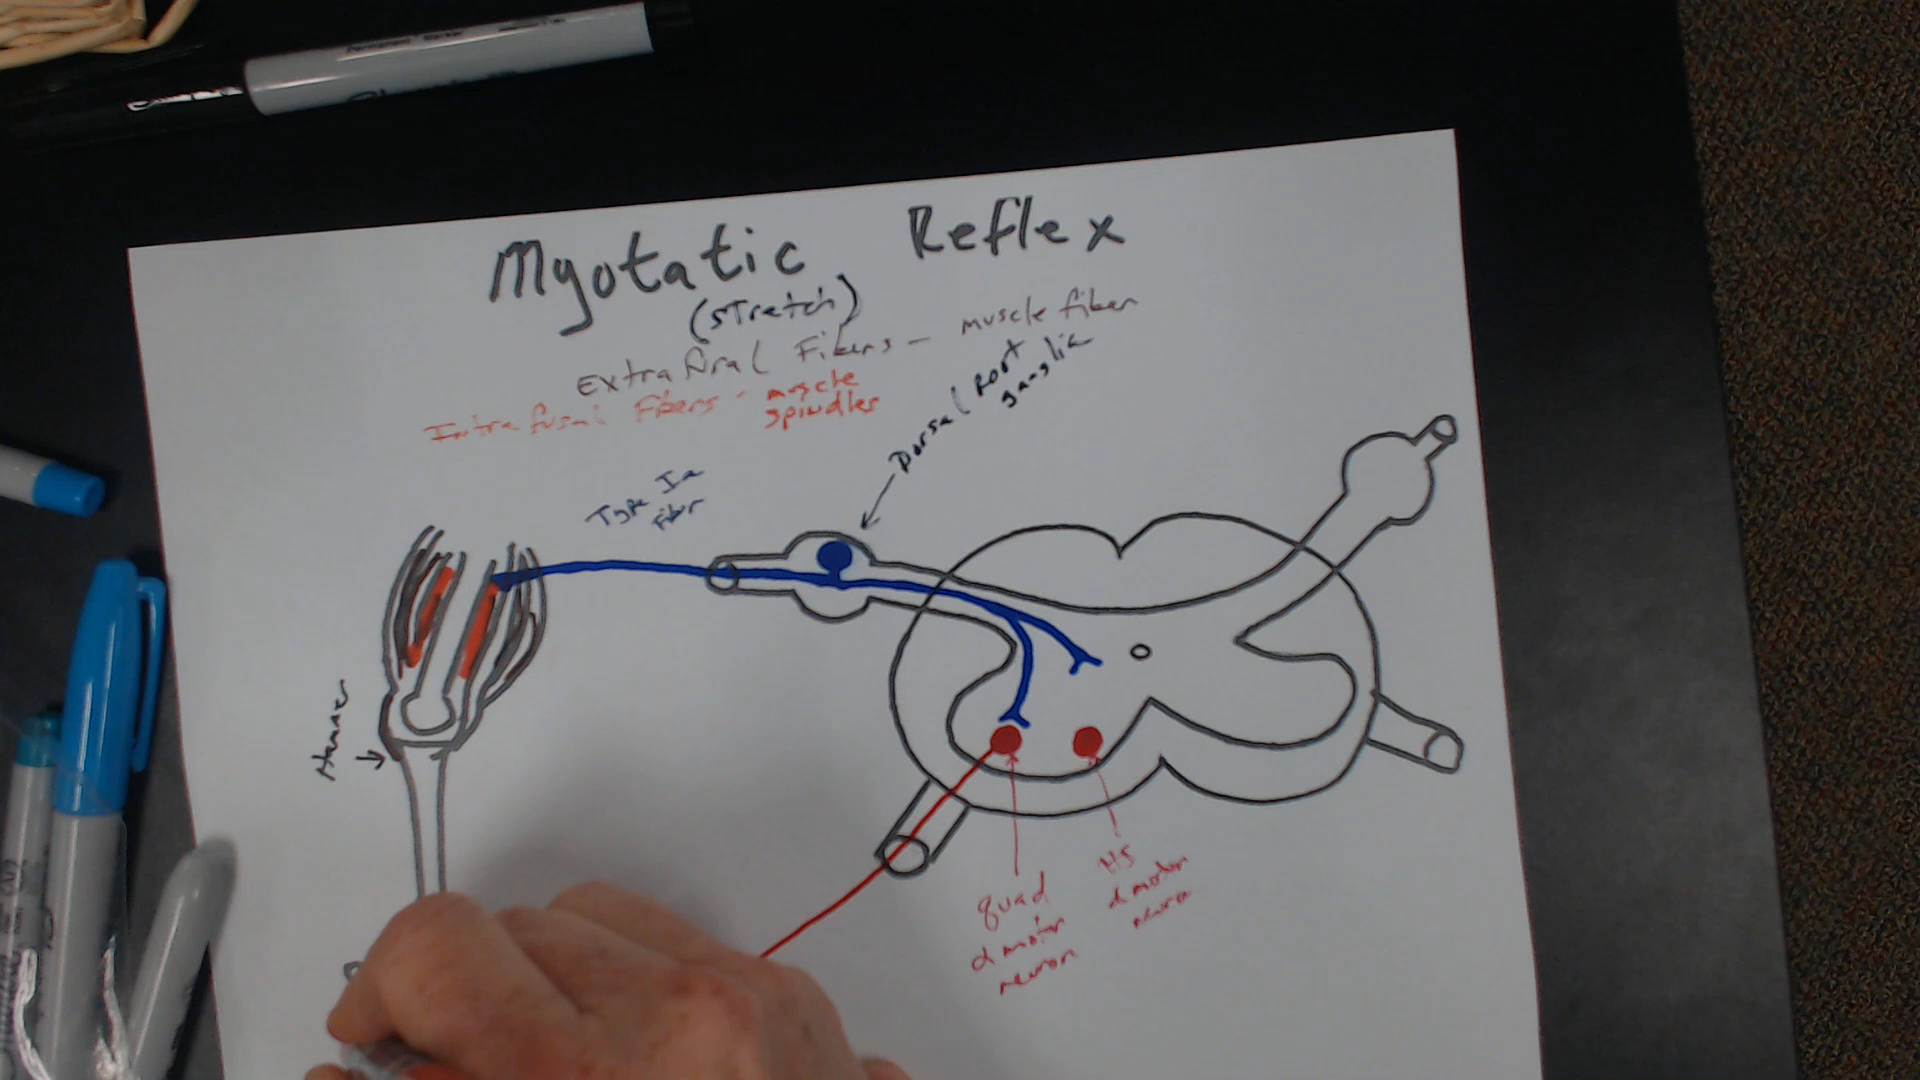 Myotatic Reflex
(stretch)
Extrafusal Fibers - muscle fiber
Intrafusal Fibers - muscle
spindles
Dorsal Root
ganglia
Type Ia
Fiber
Hammer
quad
α motor
neuron
HS
α motor
neuron